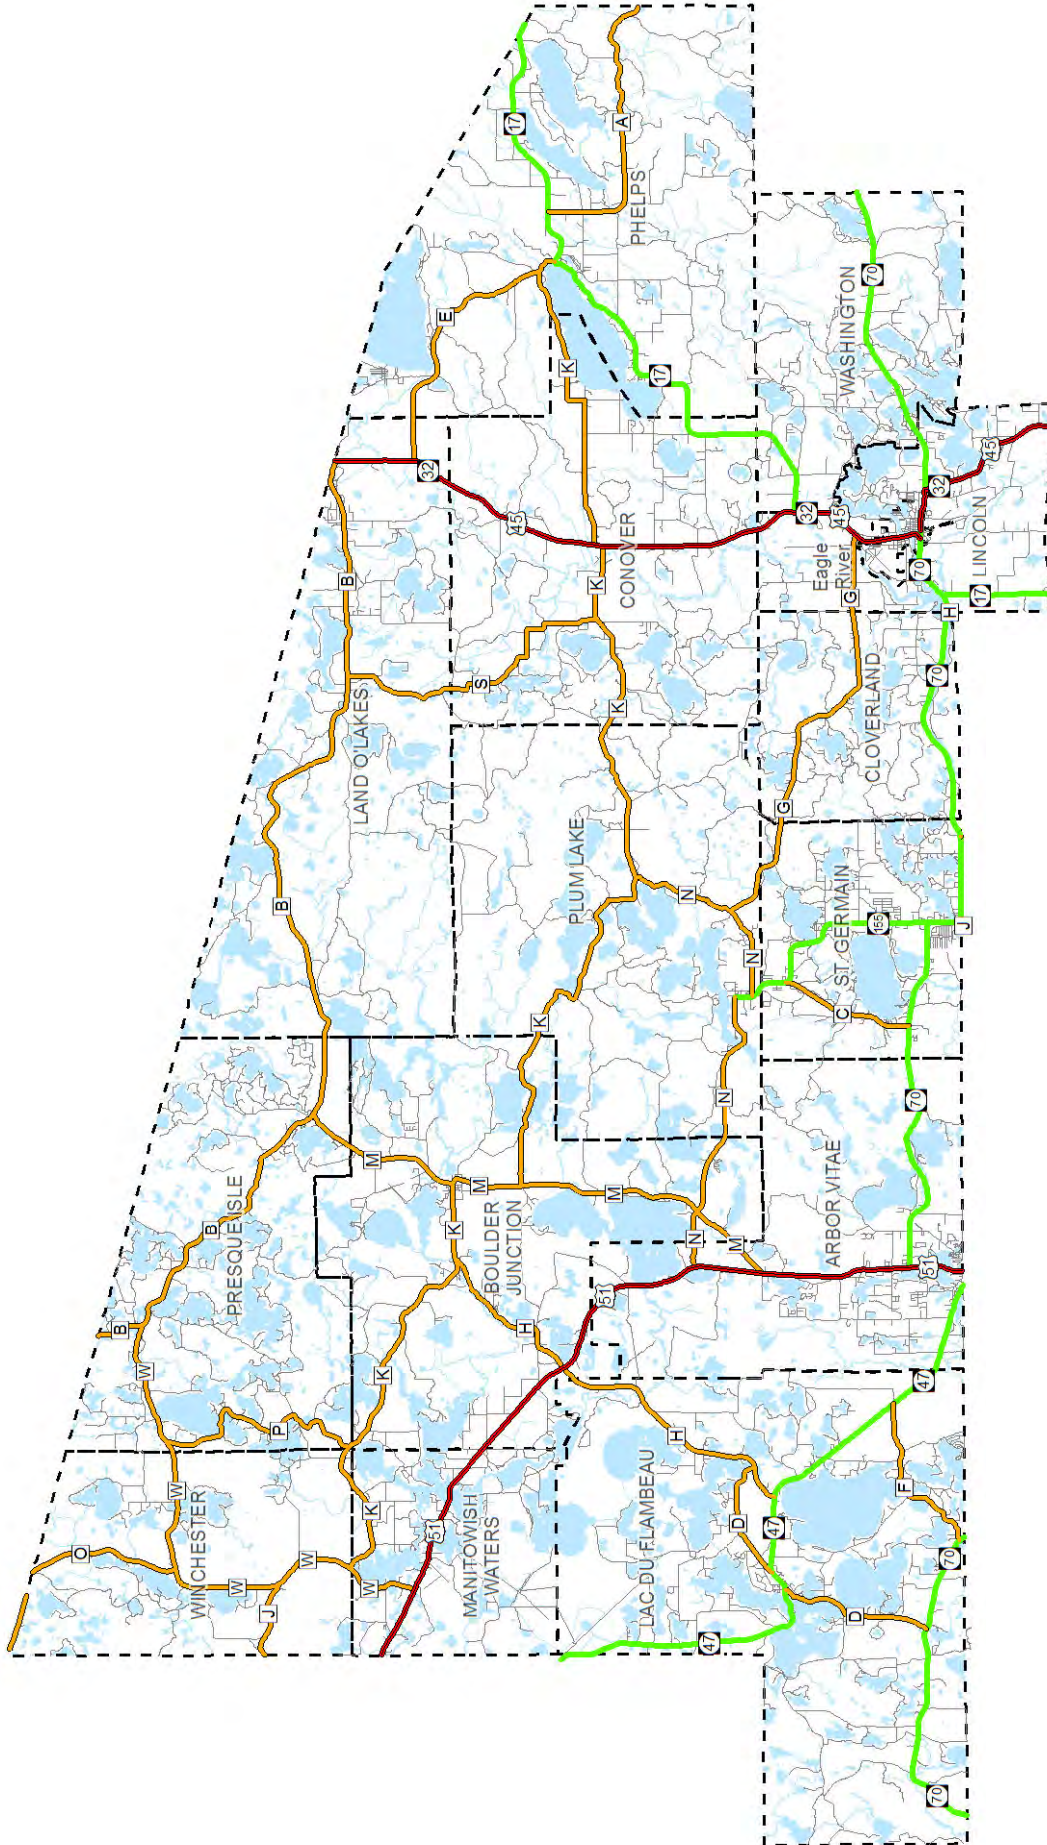 O
B
W
W
WINCHESTER
B
PRESQUE ISLE
W
J
P
B
W
B
LAND O'LAKES
W
K
K
M
32
51
E
K
MANITOWISH
WATERS
M
S
BOULDER
JUNCTION
45
17
H
K
K
PLUM LAKE
K
51
M
K
A
CONOVER
PHELPS
LAC DU FLAMBEAU
17
H
N
N
47
N
D
M
N
47
G
32
ARBOR VITAE
C
ST. GERMAIN
Eagle
River
45
WASHINGTON
D
G
CLOVERLAND
70
155
F
70
70
47
51
70
70
32
70
H
J
17
LINCOLN
45